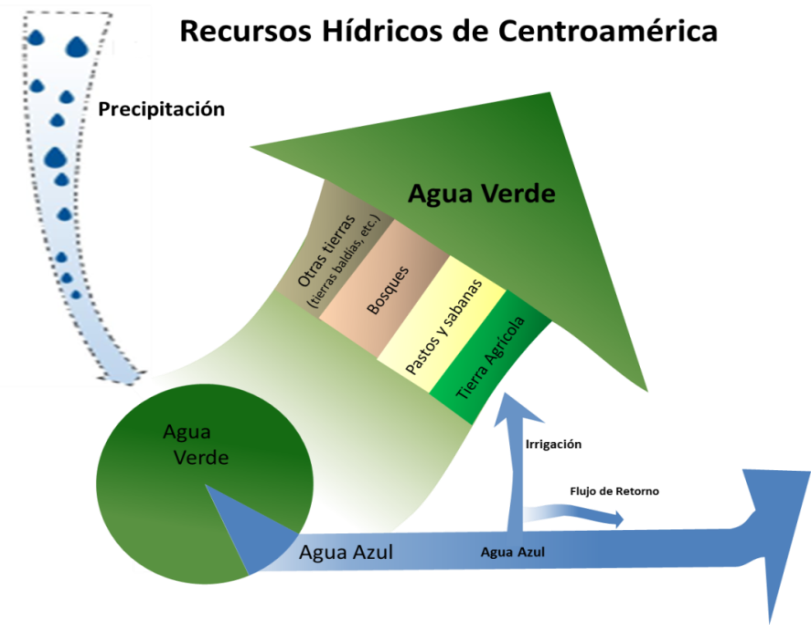 Recursos Hídricos de Centroamérica
Precipitación
Agua Verde
Otras tierras
(tierras baldías, etc.)
Bosques
Pastos y sabanas
Tierra Agrícola
Agua
Verde
Irrigación
Flujo de Retorno
Agua Azul
Agua Azul